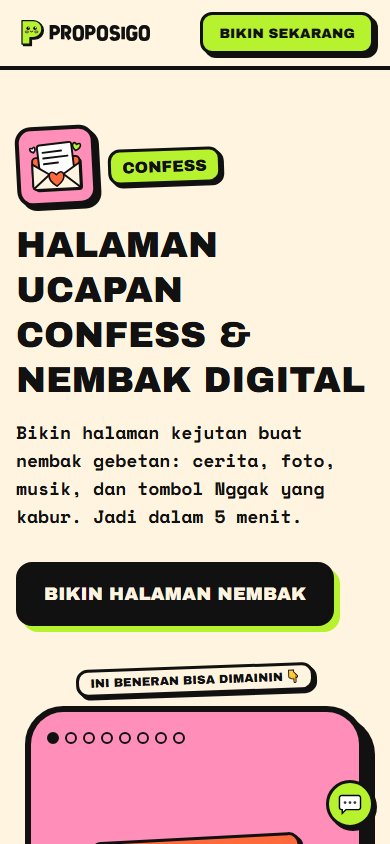 PROPOSIGO
BIKIN SEKARANG
CONFESS
HALAMAN
UCAPAN
CONFESS &
NEMBAK DIGITAL
Bikin halaman kejutan buat
nembak gebetan: cerita, foto,
musik, dan tombol Nggak yang
kabur. Jadi dalam 5 menit.
BIKIN HALAMAN NEMBAK
INI BENERAN BISA DIMAININ 👇